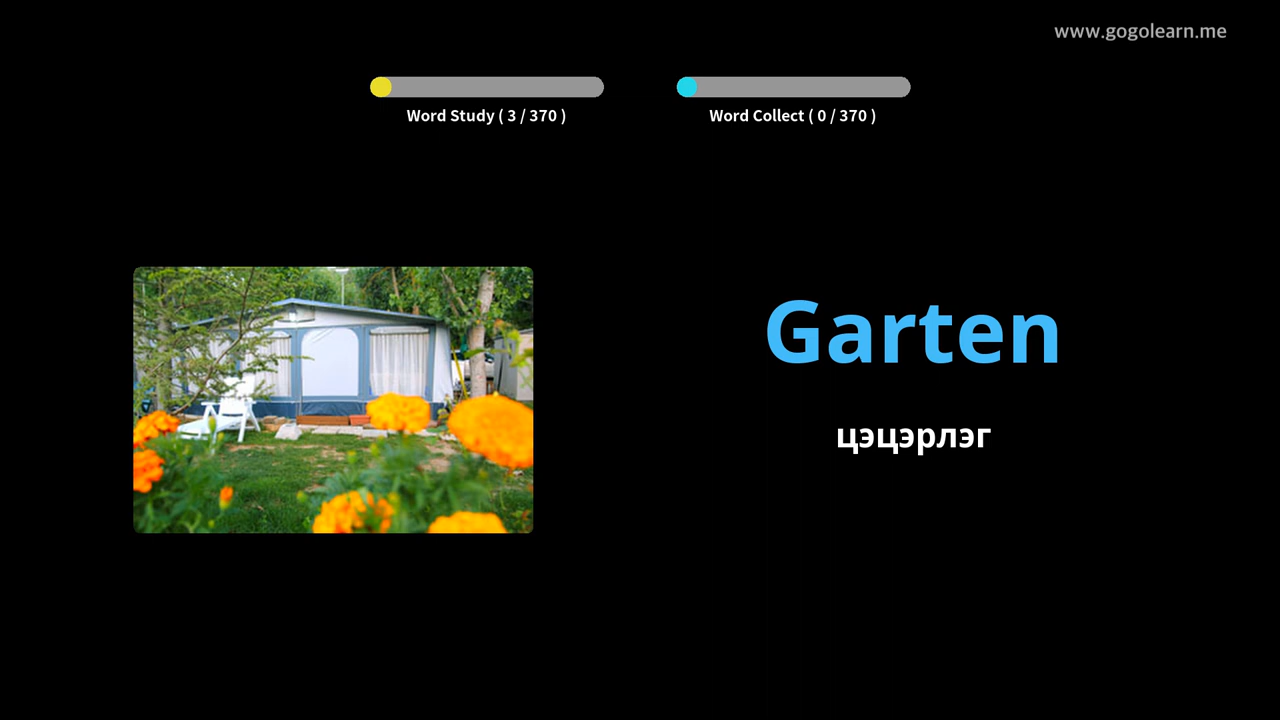 www.gogolearn.me
Word Study ( 3 / 370 )
Word Collect ( 0 / 370 )
Garten
цэцэрлэг